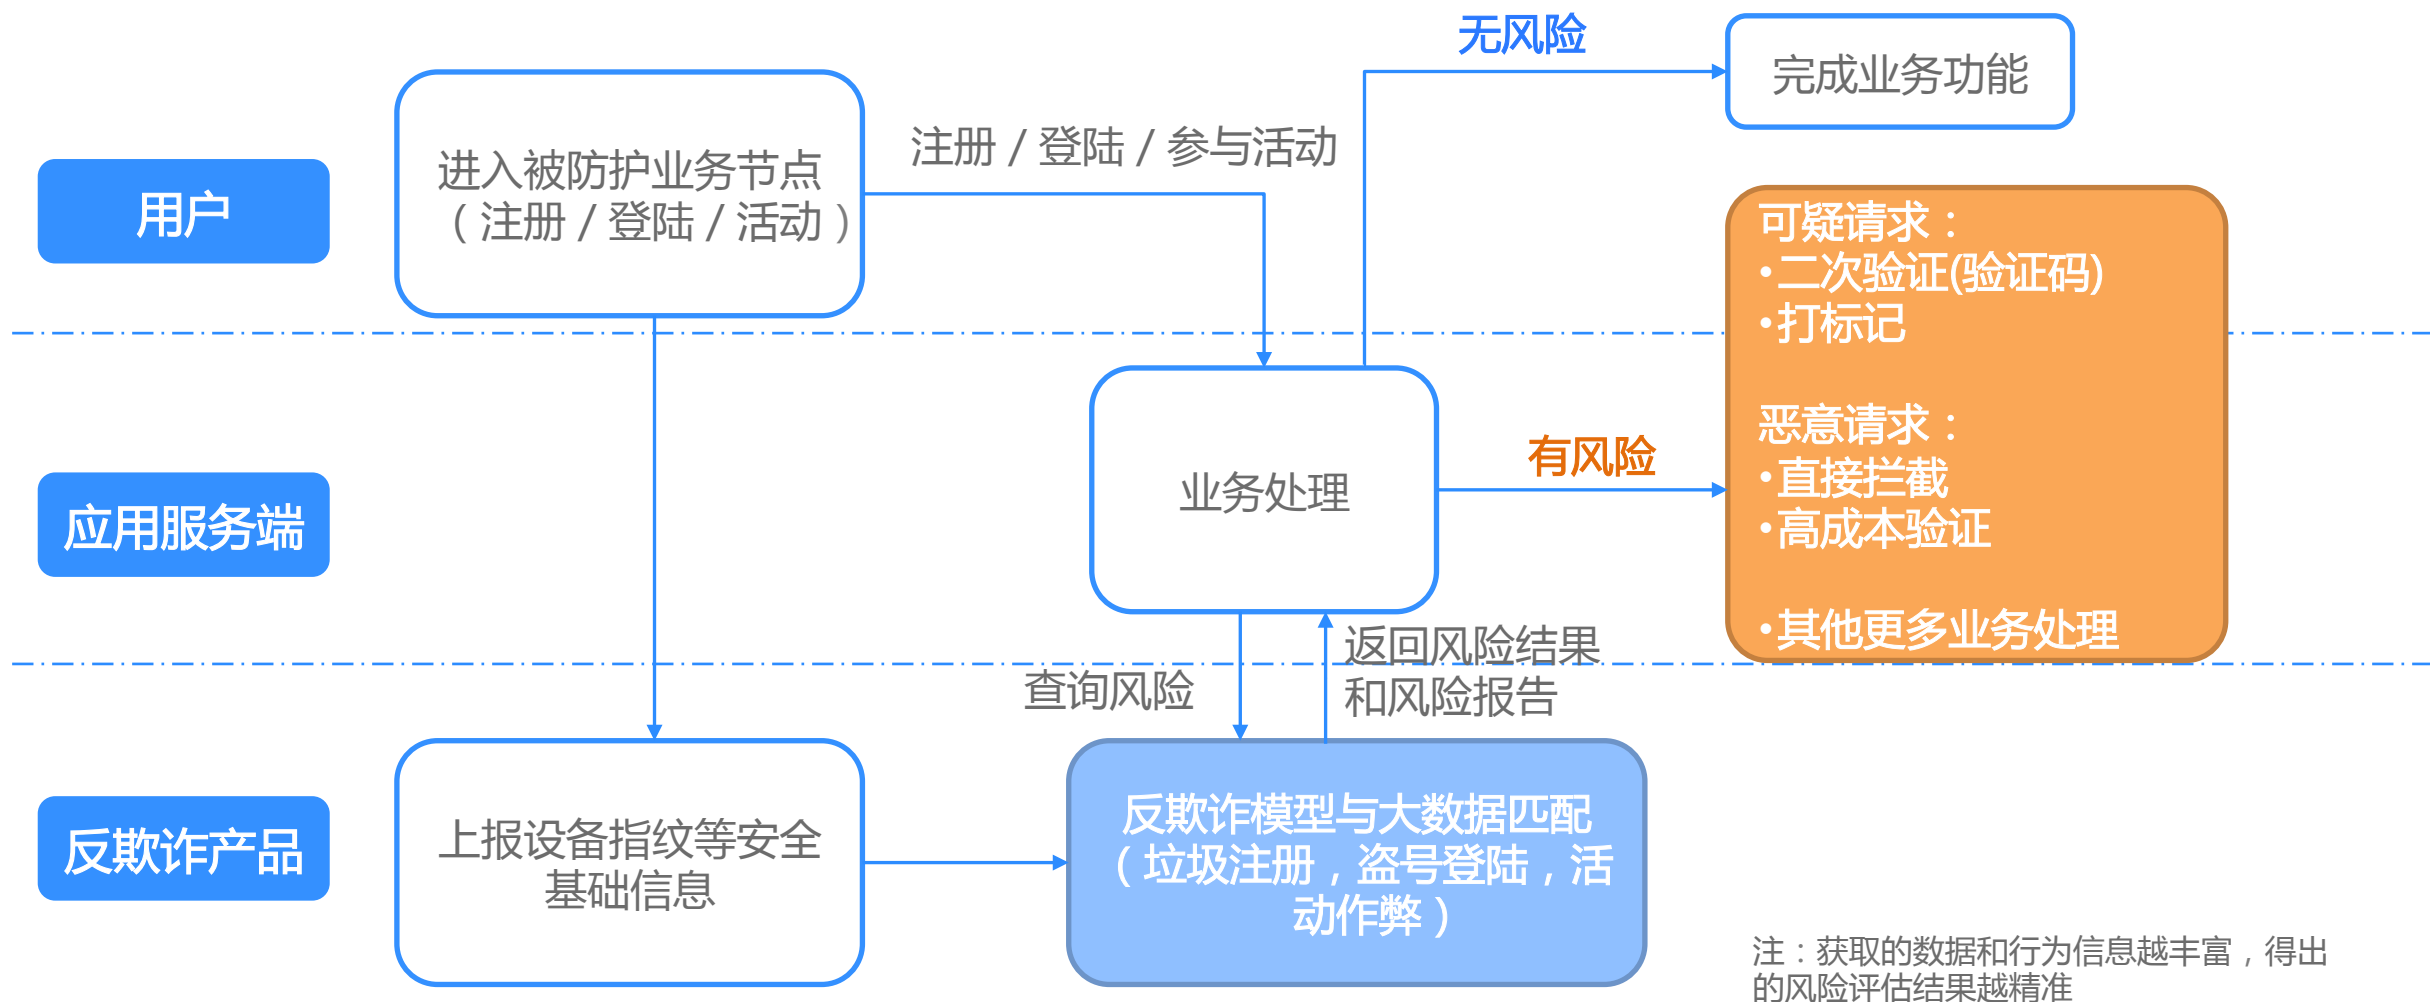 无风险
完成业务功能
注册／登陆／参与活动
进入被防护业务节点
（注册／登陆／活动）
用户
可疑请求：
•二次验证(验证码)
•打标记
恶意请求：
•直接拦截
•高成本验证
•其他更多业务处理
有风险
业务处理
应用服务端
返回风险结果
和风险报告
查询风险
反欺诈产品
上报设备指纹等安全
基础信息
反欺诈模型与大数据匹配
（垃圾注册，盗号登陆，活
动作弊）
注：获取的数据和行为信息越丰富，得出
的风险评估结果越精准